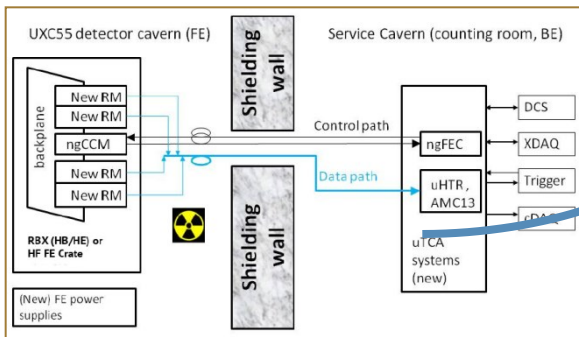 UXC55 detector cavern (FE)
Service Cavern (counting room, BE)
backplane
New RM
New RM
ngCCM
New RM
New RM
RBX (HB/HE) or
HF FE Crate
(New) FE power
supplies
Shielding
wall
Shielding
wall
Control path
Data path
ngFEC
uHTR,
AMC13
uTCA
systems
(new)
DCS
XDAQ
Trigger
cDAQ